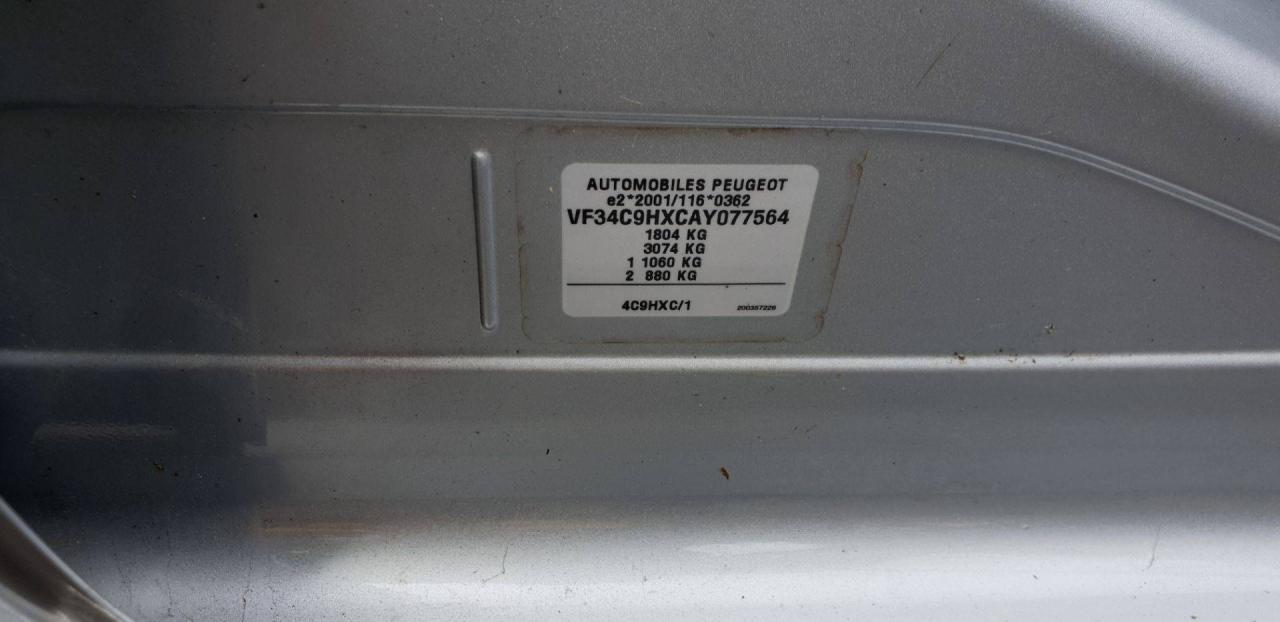 AUTOMOBILES PEUGEOT
e2*2001/116*0362
VF34C9HXCAY077564
1804 KG
3074 KG
1 1060 KG
2 880 KG
4C9HXC/1 200357226